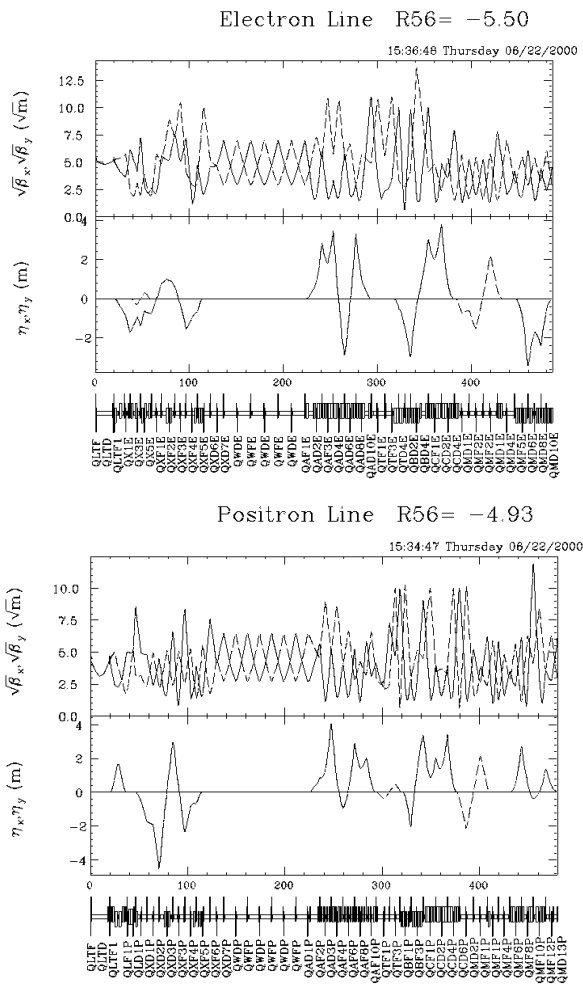 Electron Line R56= −5.50
15:36:48 Thursday 06/22/2000
12.5
10.0
7.5
5.0
2.5
0.0
√βx,√βy (√m)
4
2
0
−2
ηx,ηy (m)
0 100 200 300 400
QLTF
QLTD
QLTF1
QX1E
QX3E
QX5E
QXF1E
QXF2E
QXF3E
QXF4E
QXF5E
QXD6E
QXD7E
QWDE
QWFE
QWDE
QWFE
QWDE
QAF1E
QAD2E
QAF3E
QAD4E
QAD6E
QAD8E
QAD10E
QTF1E
QTF3E
QTD4E
QBD2E
QBD4E
QCF1E
QCD2E
QCD4E
QMD1E
QMF2E
QMF2E
QMD1E
QMD4E
QMF5E
QMD6E
QMD8E
QMD10E
Positron Line R56= −4.93
15:34:47 Thursday 06/22/2000
10.0
7.5
5.0
2.5
0.0
√βx,√βy (√m)
4
2
0
−2
−4
ηx,ηy (m)
0 100 200 300 400
QLTF
QLTD
QLTF1
QLF1P
QLD1P
QXD1P
QXD2P
QXD3P
QXF3P
QXF4P
QXF5P
QXF6P
QXF7P
QWDP
QWFP
QWDP
QWFP
QWDP
QWFP
QAD1P
QAF2P
QAD3P
QAF4P
QAF6P
QAF8P
QAF10P
QTF1P
QTF3P
QBF1P
QBF3P
QCF1P
QCD2P
QCD4P
QCD6P
QMD2P
QMF1P
QMF1P
QMF4P
QMF6P
QMF8P
QMF10P
QMF12P
QMD13P